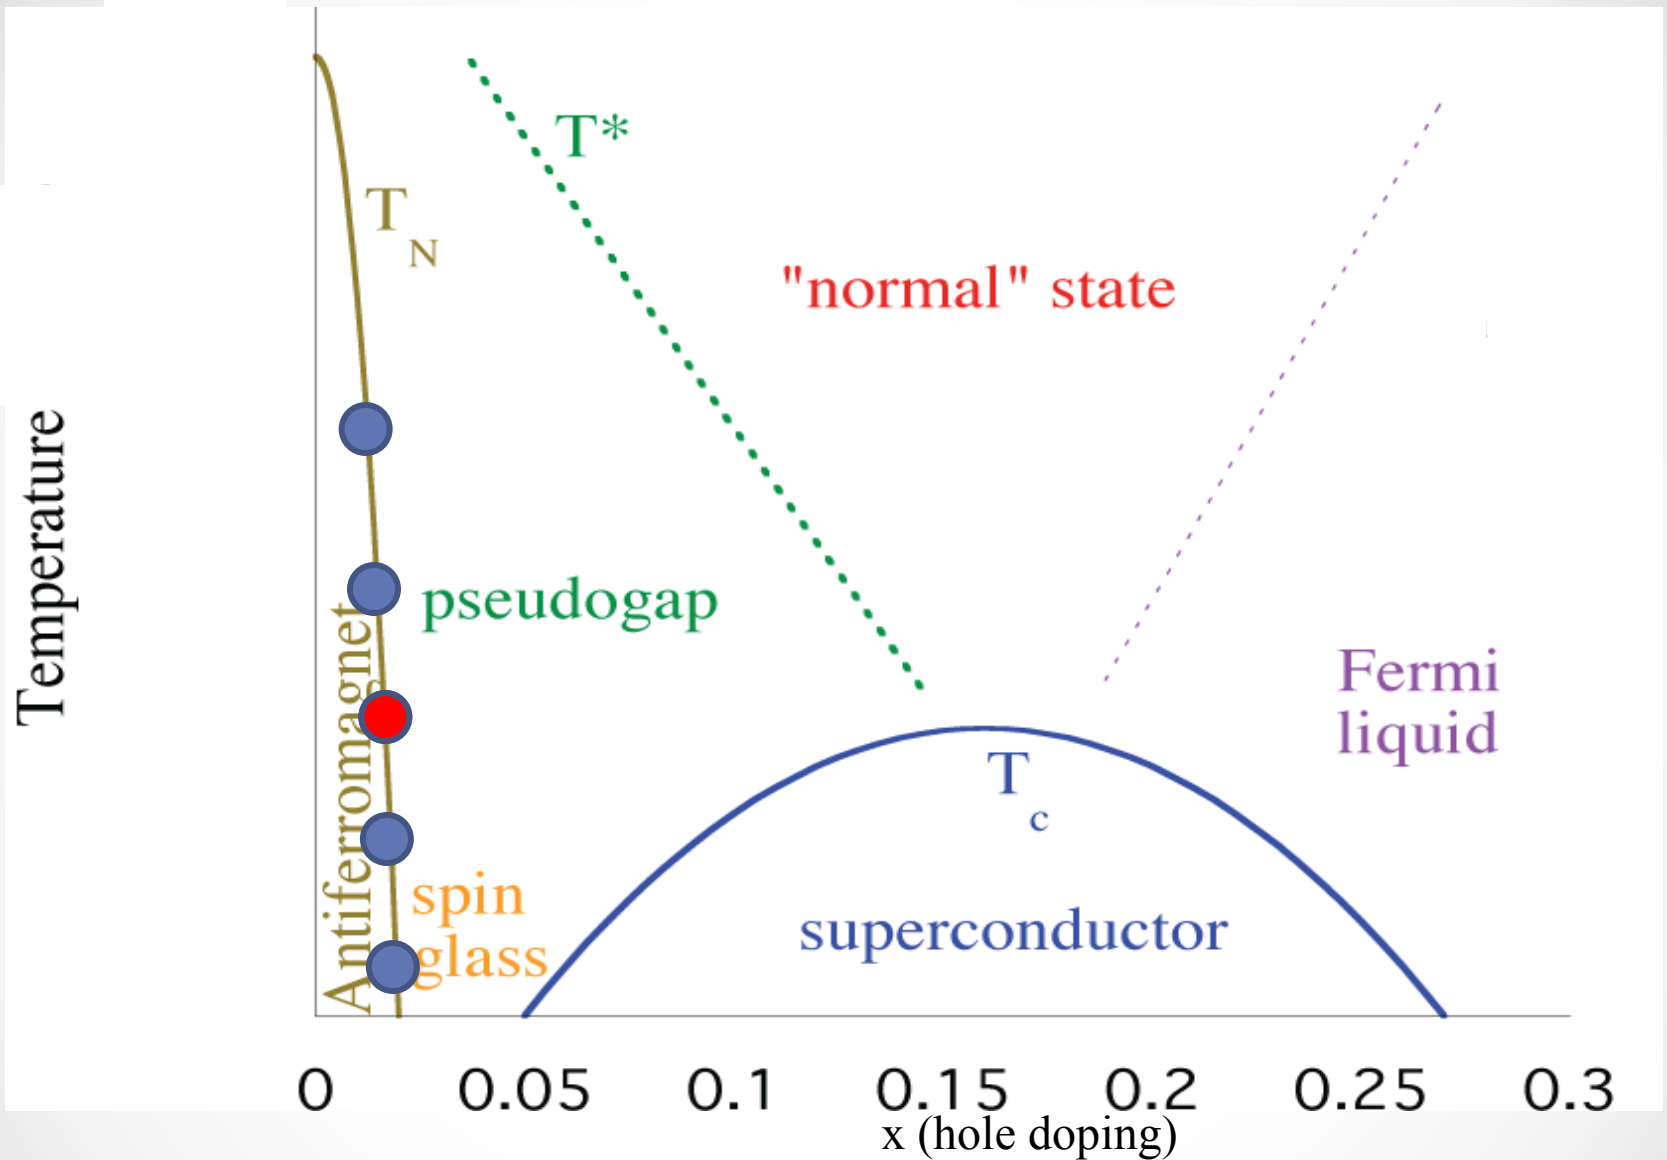 T*
T
N
"normal" state
Temperature
pseudogap
Antiferromagnet
Fermi
liquid
T
c
spin
glass
superconductor
0 0.05 0.1 0.15 0.2 0.25 0.3
x (hole doping)